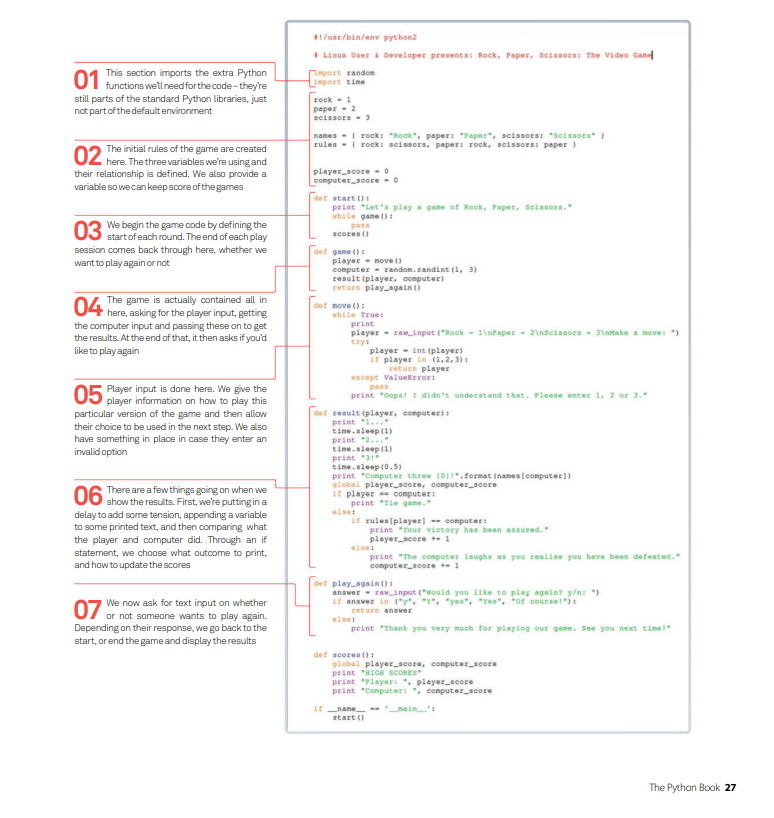 01 This section imports the extra Python
functions we'll need for the code – they're
still parts of the standard Python libraries, just
not part of the default environment
02 The initial rules of the game are created
here. The three variables we're using and
their relationship is defined. We also provide a
variable so we can keep score of the games
03 We begin the game code by defining the
start of each round. The end of each play
session comes back through here, whether we
want to play again or not
04 The game is actually contained all in
here, asking for the player input, getting
the computer input and passing these on to get
the results. At the end of that, it then asks if you'd
like to play again
05 Player input is done here. We give the
player information on how to play this
particular version of the game and then allow
their choice to be used in the next step. We also
have something in place in case they enter an
invalid option
06 There are a few things going on when we
show the results. First, we're putting in a
delay to add some tension, appending a variable
to some printed text, and then comparing what
the player and computer did. Through an if
statement, we choose what outcome to print,
and how to update the scores
07 We now ask for text input on whether
or not someone wants to play again.
Depending on their response, we go back to the
start, or end the game and display the results
#!/usr/bin/env python2
# Linux User & Developer presents: Rock, Paper, Scissors: The Video Game
import random
import time
rock = 1
paper = 2
scissors = 3
names = { rock: "Rock", paper: "Paper", scissors: "Scissors" }
rules = { rock: scissors, paper: rock, scissors: paper }
player_score = 0
computer_score = 0
def start():
    print "Let's play a game of Rock, Paper, Scissors."
    while game():
        pass
    scores()
def game():
    player = move()
    computer = random.randint(1, 3)
    result(player, computer)
    return play_again()
def move():
    while True:
        print
        player = raw_input("Rock = 1\nPaper = 2\nScissors = 3\nMake a move: ")
        try:
            player = int(player)
            if player in (1,2,3):
                return player
        except ValueError:
            pass
        print "Oops! I didn't understand that. Please enter 1, 2 or 3."
def result(player, computer):
    print "1..."
    time.sleep(1)
    print "2..."
    time.sleep(1)
    print "3!"
    time.sleep(0.5)
    print "Computer threw {0}!".format(names[computer])
    global player_score, computer_score
    if player == computer:
        print "Tie game."
    else:
        if rules[player] == computer:
            print "Your victory has been assured."
            player_score += 1
        else:
            print "The computer laughs as you realise you have been defeated."
            computer_score += 1
def play_again():
    answer = raw_input("Would you like to play again? y/n: ")
    if answer in ("y", "Y", "yes", "Yes", "Of course!"):
        return answer
    else:
        print "Thank you very much for playing our game. See you next time!"
def scores():
    global player_score, computer_score
    print "HIGH SCORES"
    print "Player: ", player_score
    print "Computer: ", computer_score
if __name__ == '__main__':
    start()
The Python Book 27